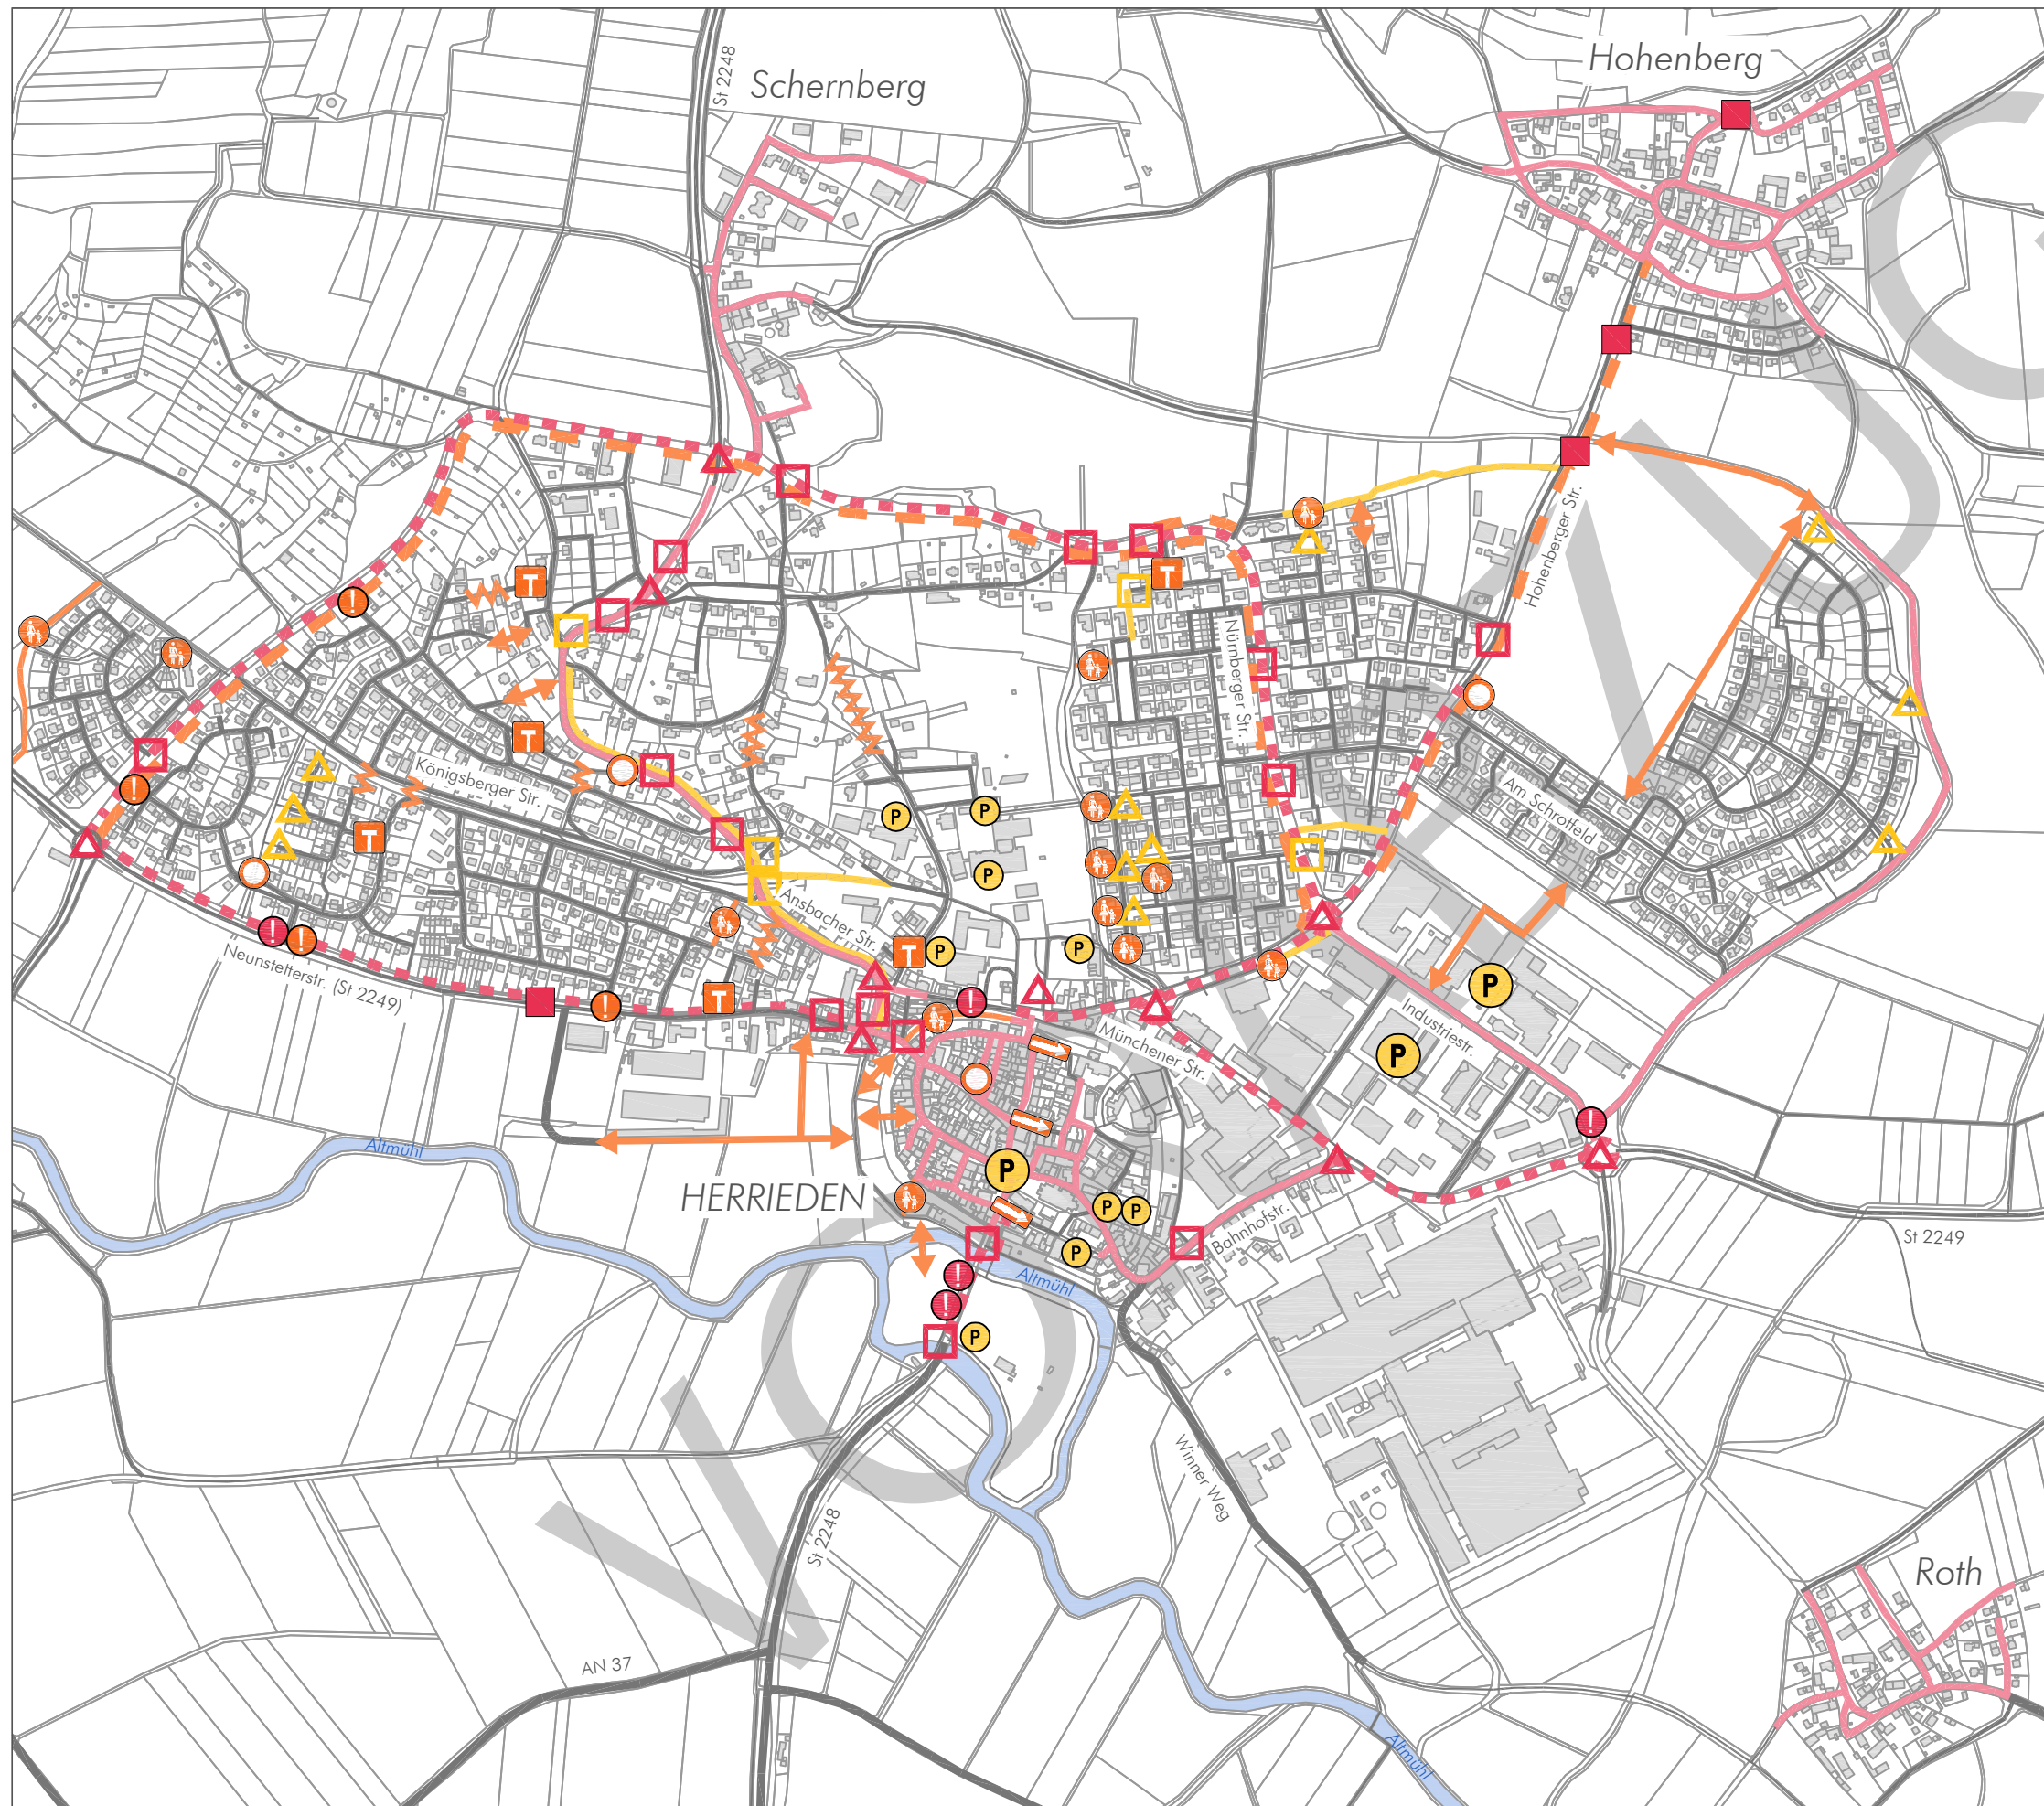 Hohenberg
Schernberg
St 2248
Hohenberger Str.
T
T
Nürnberger Str.
T
Königsberger Str.
Am Schrotfeld
P
P
T
P
Ansbacher Str.
T
P
P
Neunstetterstr. (St 2249)
P
T
Industriestr.
Münchener Str.
P
Altmühl
P
HERRIEDEN
P
P
Bahnhofstr.
St 2249
P
Altmühl
P
Winner Weg
St 2248
Roth
AN 37
Altmühl
!
!
!
!
!
!
!
!
!